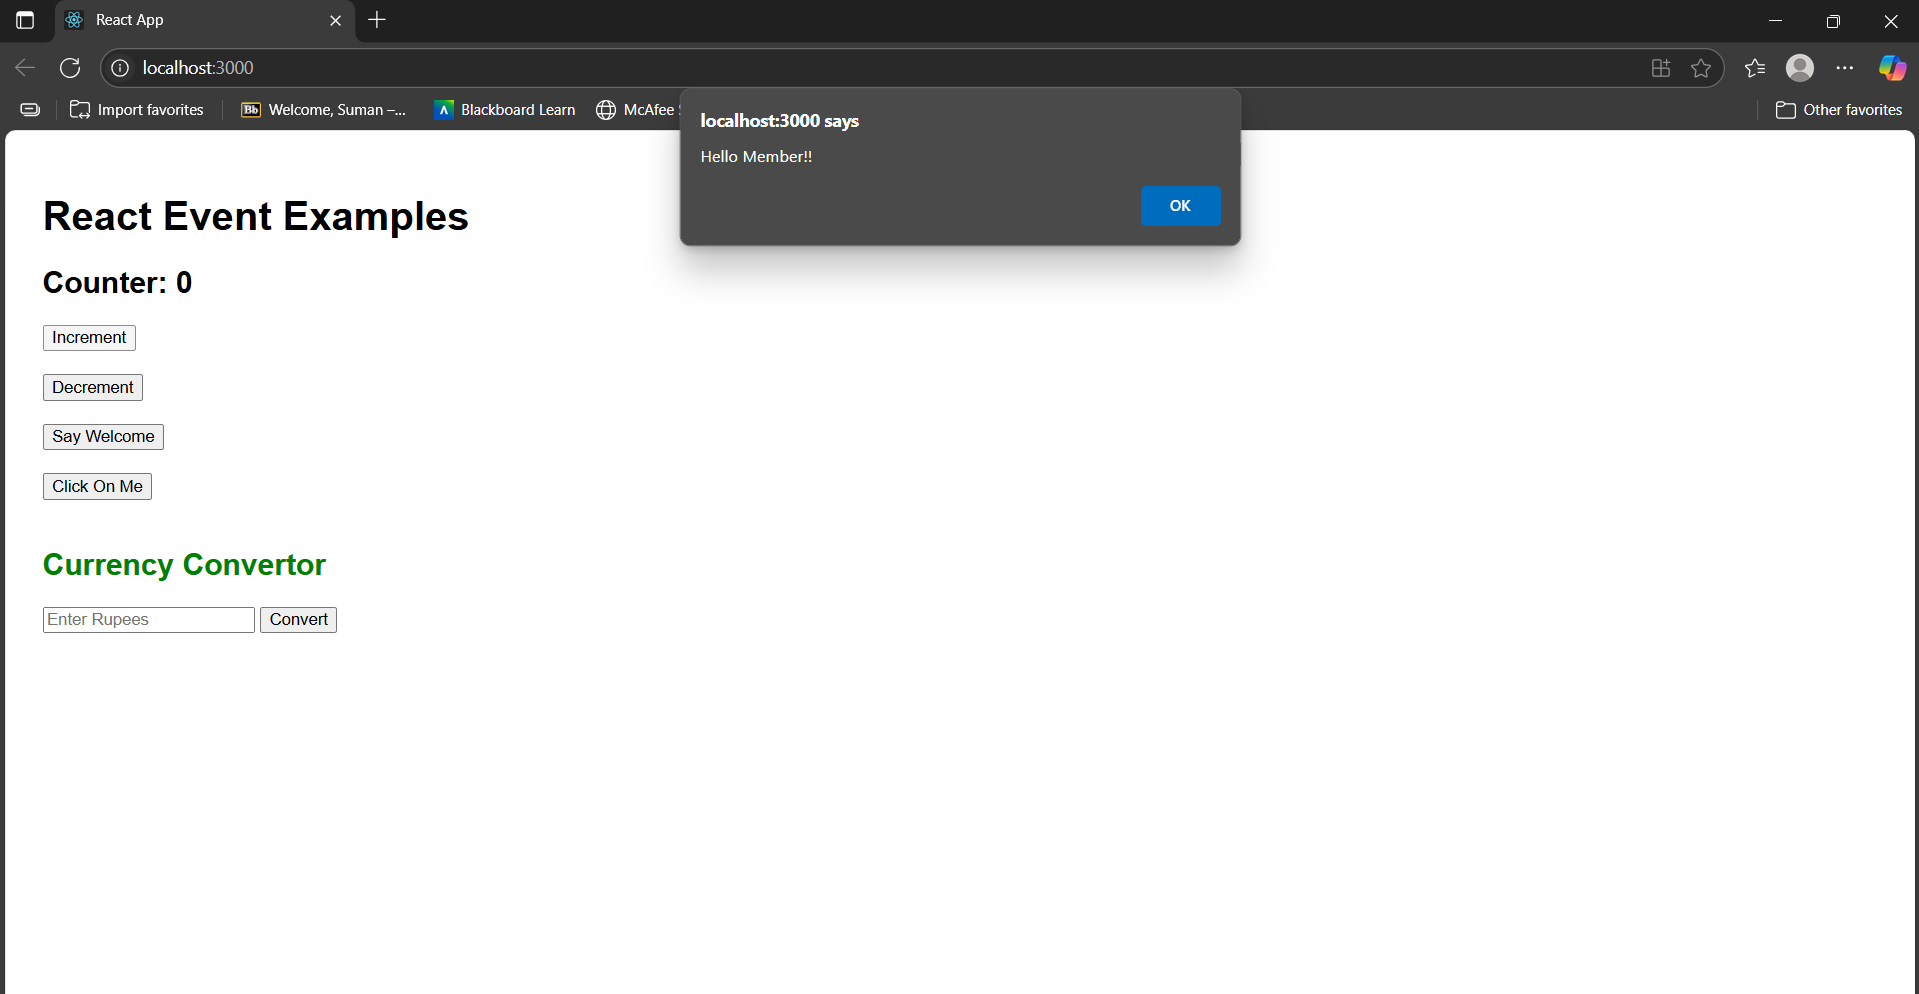 React App
localhost:3000
Import favorites
Bb Welcome, Suman –...
Blackboard Learn
McAfee
Other favorites
localhost:3000 says
Hello Member!!
OK
React Event Examples
Counter: 0
Increment
Decrement
Say Welcome
Click On Me
Currency Convertor
Enter Rupees
Convert